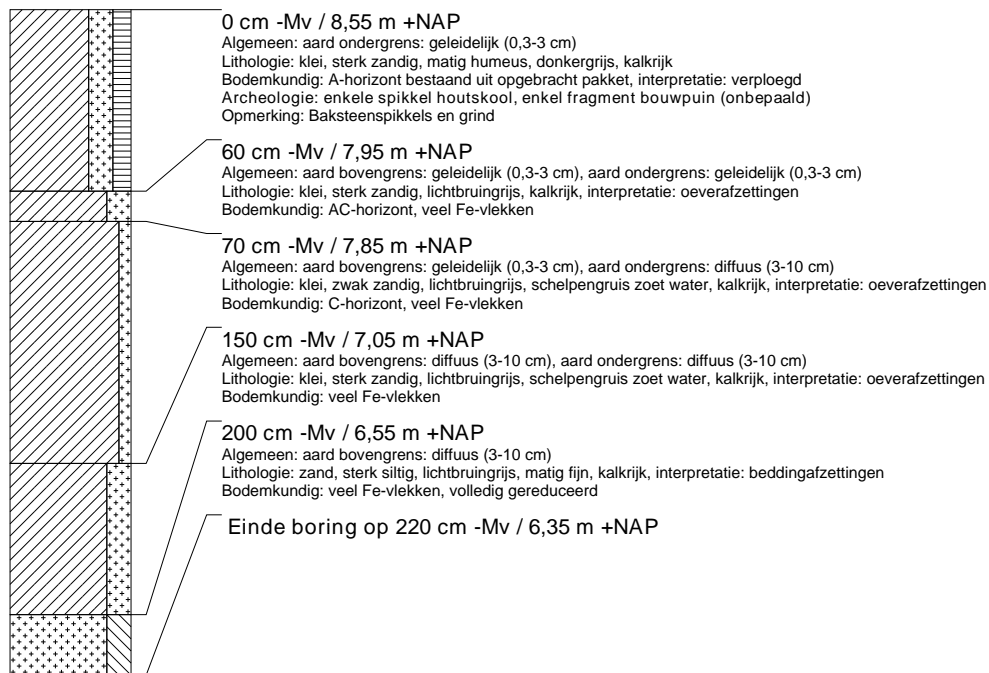 0 cm -Mv / 8,55 m +NAP
Algemeen: aard ondergrens: geleidelijk (0,3-3 cm)
Lithologie: klei, sterk zandig, matig humeus, donkergrijs, kalkrijk
Bodemkundig: A-horizont bestaand uit opgebracht pakket, interpretatie: verploegd
Archeologie: enkele spikkel houtskool, enkel fragment bouwpuin (onbepaald)
Opmerking: Baksteenspikkels en grind
60 cm -Mv / 7,95 m +NAP
Algemeen: aard bovengrens: geleidelijk (0,3-3 cm), aard ondergrens: geleidelijk (0,3-3 cm)
Lithologie: klei, sterk zandig, lichtbruingrijs, kalkrijk, interpretatie: oeverafzettingen
Bodemkundig: AC-horizont, veel Fe-vlekken
70 cm -Mv / 7,85 m +NAP
Algemeen: aard bovengrens: geleidelijk (0,3-3 cm), aard ondergrens: diffuus (3-10 cm)
Lithologie: klei, zwak zandig, lichtbruingrijs, schelpengruis zoet water, kalkrijk, interpretatie: oeverafzettingen
Bodemkundig: C-horizont, veel Fe-vlekken
150 cm -Mv / 7,05 m +NAP
Algemeen: aard bovengrens: diffuus (3-10 cm), aard ondergrens: diffuus (3-10 cm)
Lithologie: klei, sterk zandig, lichtbruingrijs, schelpengruis zoet water, kalkrijk, interpretatie: oeverafzettingen
Bodemkundig: veel Fe-vlekken
200 cm -Mv / 6,55 m +NAP
Algemeen: aard bovengrens: diffuus (3-10 cm)
Lithologie: zand, sterk siltig, lichtbruingrijs, matig fijn, kalkrijk, interpretatie: beddingafzettingen
Bodemkundig: veel Fe-vlekken, volledig gereduceerd
Einde boring op 220 cm -Mv / 6,35 m +NAP